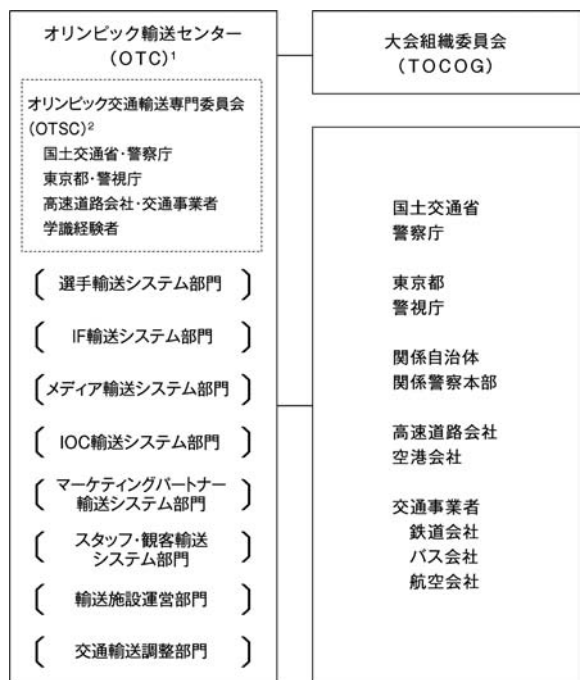 オリンピック輸送センター
(OTC)1
オリンピック交通輸送専門委員会
(OTSC)2
国土交通省・警察庁
東京都・警視庁
高速道路会社・交通事業者
学識経験者
〔 選手輸送システム部門 〕
〔 IF輸送システム部門 〕
〔メディア輸送システム部門〕
〔 IOC輸送システム部門 〕
〔マーケティングパートナー
輸送システム部門〕
〔スタッフ・観客輸送
システム部門〕
〔 輸送施設運営部門 〕
〔 交通輸送調整部門 〕
大会組織委員会
(TOCOG)
国土交通省
警察庁
東京都
警視庁
関係自治体
関係警察本部
高速道路会社
空港会社
交通事業者
鉄道会社
バス会社
航空会社